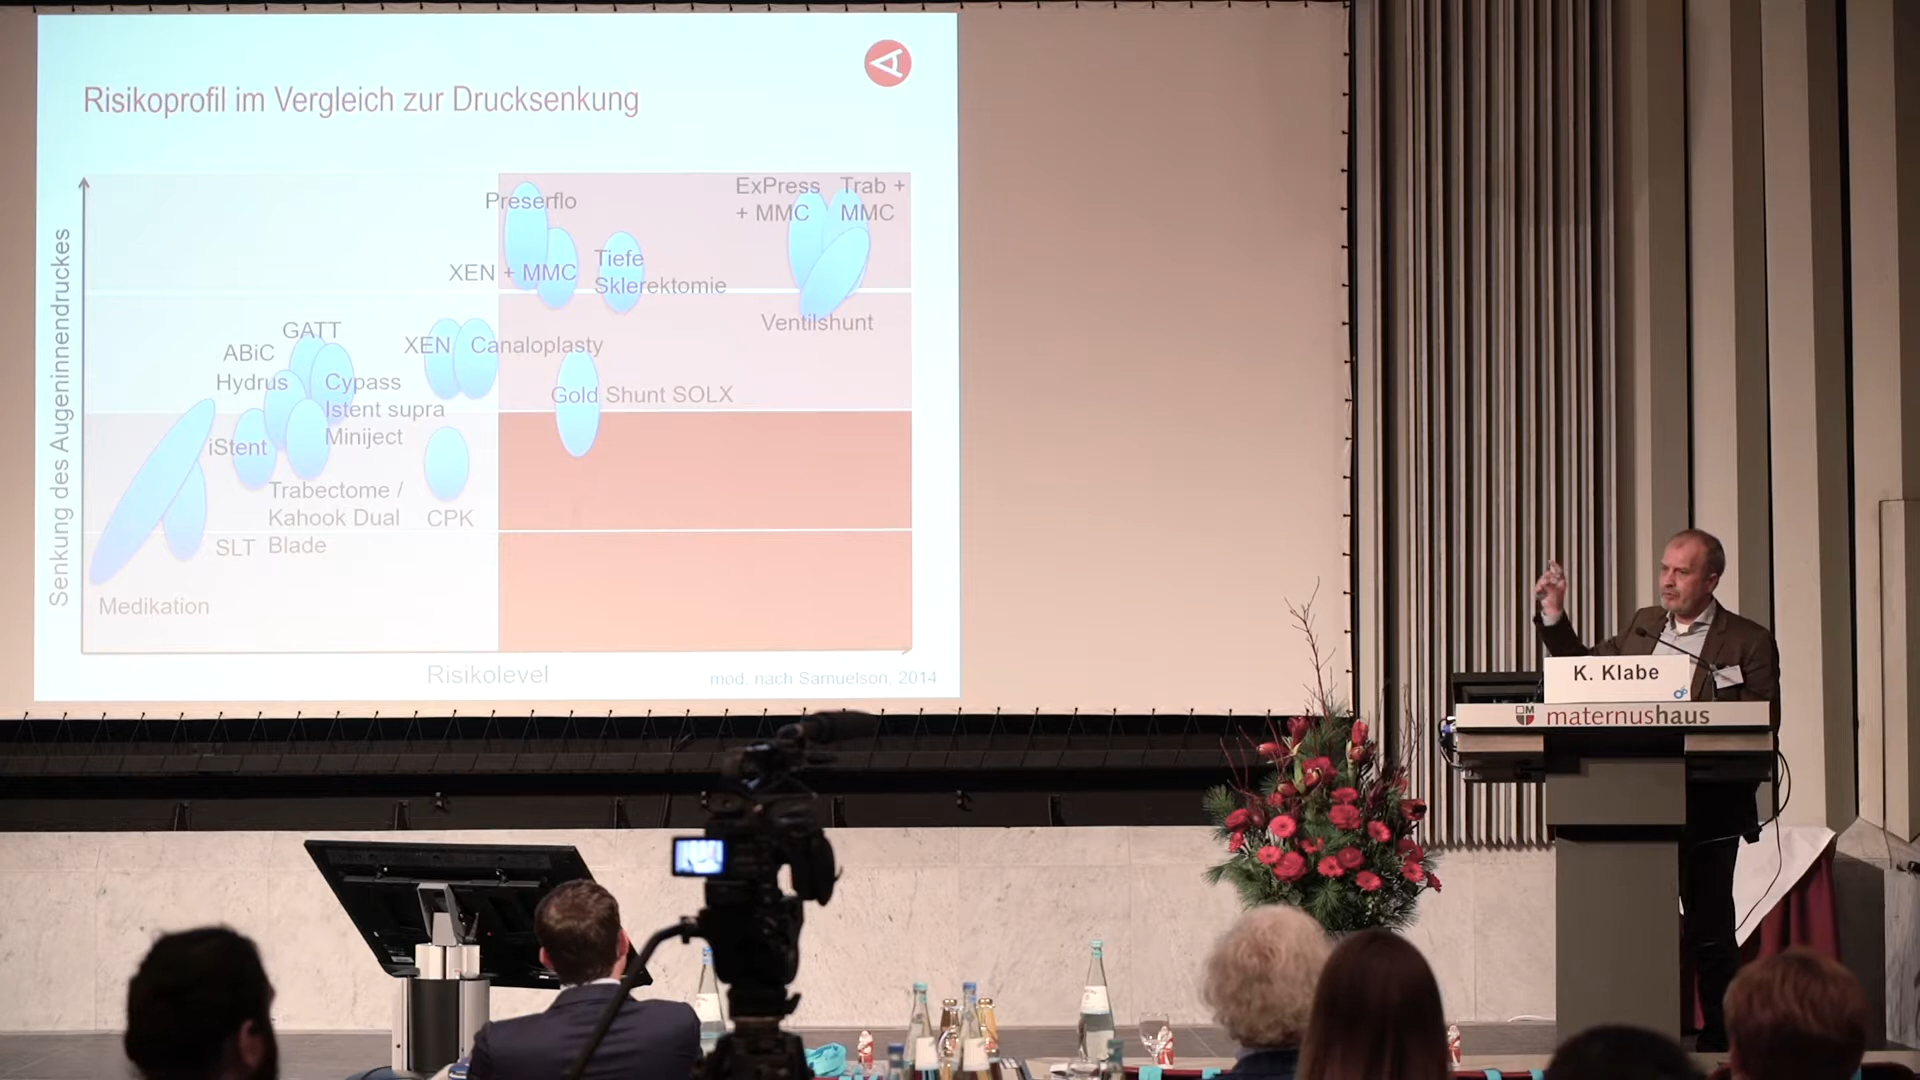 Risikoprofil im Vergleich zur Drucksenkung
Senkung des Augeninnendruckes
Preserflo
ExPress
+ MMC
Trab +
MMC
XEN + MMC
Tiefe
Sklerektomie
Ventilshunt
GATT
ABiC
Hydrus
XEN
Canaloplasty
Cypass
Istent supra
Miniject
Gold Shunt SOLX
iStent
Trabectome /
Kahook Dual
Blade
CPK
SLT
Medikation
Risikolevel
mod. nach Samuelson, 2014
K. Klabe
maternushaus